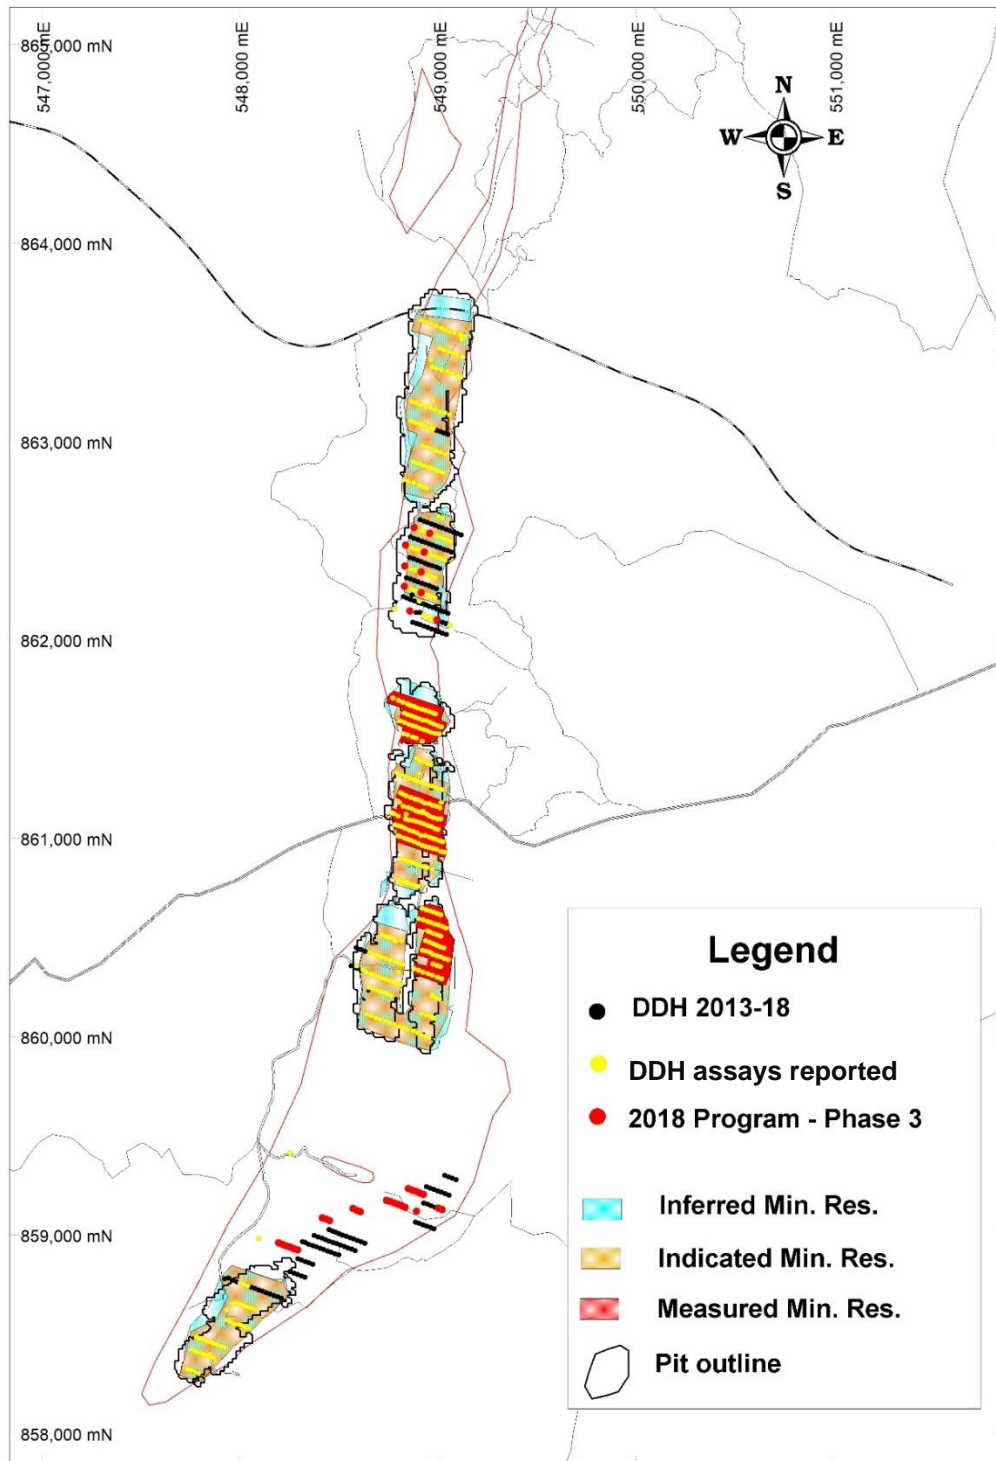 865,000 mN
547,000mE
548,000 mE
549,000 mE
550,000 mE
551,000 mE
N
W
E
S
864,000 mN
863,000 mN
862,000 mN
861,000 mN
860,000 mN
859,000 mN
858,000 mN
Legend
DDH 2013-18
DDH assays reported
2018 Program - Phase 3
Inferred Min. Res.
Indicated Min. Res.
Measured Min. Res.
Pit outline